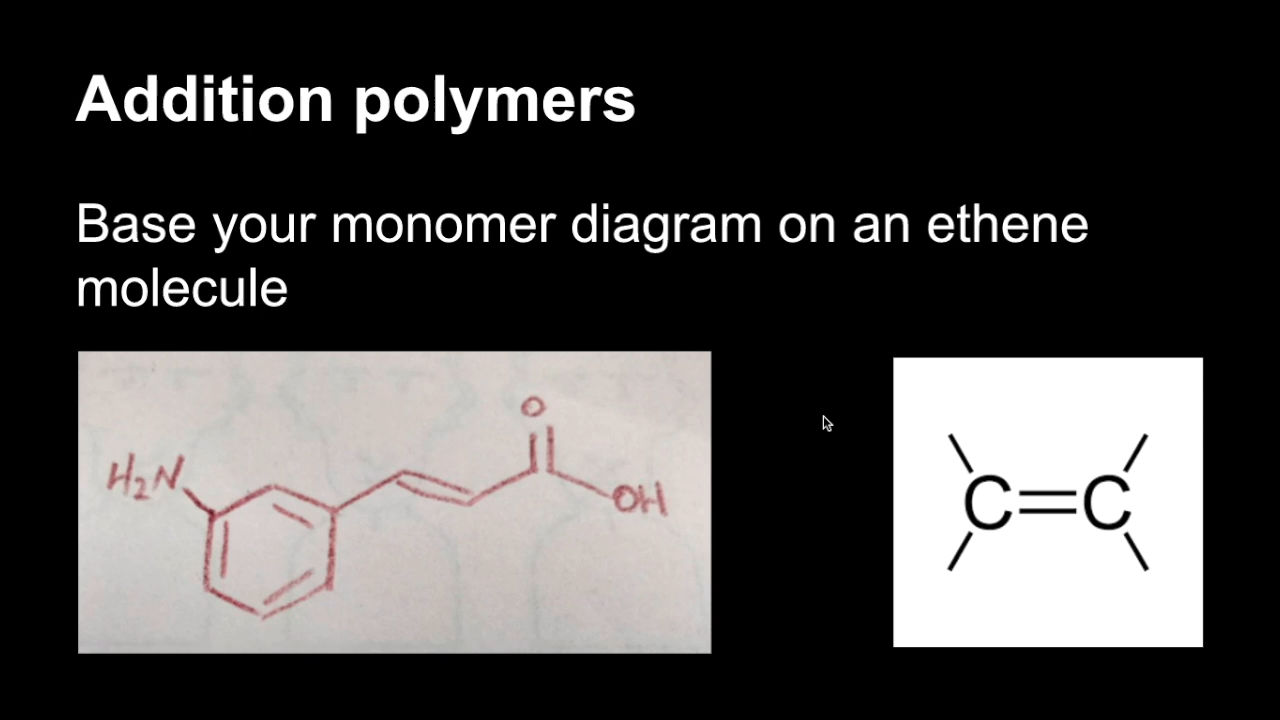 Addition polymers
Base your monomer diagram on an ethene
molecule
O
H2N
OH
C=C